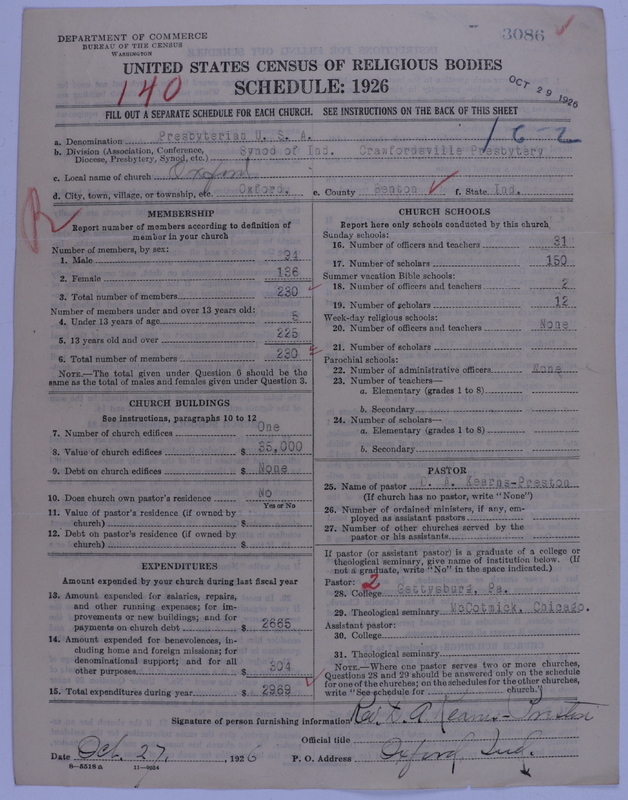 DEPARTMENT OF COMMERCE
BUREAU OF THE CENSUS
WASHINGTON
3086
UNITED STATES CENSUS OF RELIGIOUS BODIES
SCHEDULE: 1926
140
OCT 29 1926
FILL OUT A SEPARATE SCHEDULE FOR EACH CHURCH. SEE INSTRUCTIONS ON THE BACK OF THIS SHEET
16-2
a. Denomination Presbyterian U. S. A.
b. Division (Association, Conference, Diocese, Presbytery, Synod, etc.) Synod of Ind. Crawfordsville Presbytery
c. Local name of church Oxford
d. City, town, village, or township, etc. Oxford. e. County Benton f. State Ind.
R
MEMBERSHIP
Report number of members according to definition of member in your church
Number of members, by sex:
1. Male 94
2. Female 136
3. Total number of members 230
Number of members under and over 13 years old:
4. Under 13 years of age 5
5. 13 years old and over 225
6. Total number of members 230
NOTE.—The total given under Question 6 should be the same as the total of males and females given under Question 3.
CHURCH BUILDINGS
See instructions, paragraphs 10 to 12
7. Number of church edifices One
8. Value of church edifices $ 35,000
9. Debt on church edifices $ None
10. Does church own pastor's residence No
Yes or No
11. Value of pastor's residence (if owned by church) $
12. Debt on pastor's residence (if owned by church) $
EXPENDITURES
Amount expended by your church during last fiscal year
13. Amount expended for salaries, repairs, and other running expenses; for improvements or new buildings; and for payments on church debt $ 2665
14. Amount expended for benevolences, including home and foreign missions; for denominational support; and for all other purposes $ 304
15. Total expenditures during year $ 2969
CHURCH SCHOOLS
Report here only schools conducted by this church
Sunday schools:
16. Number of officers and teachers 31
17. Number of scholars 150
Summer vacation Bible schools:
18. Number of officers and teachers 2
19. Number of scholars 12
Week-day religious schools:
20. Number of officers and teachers None
21. Number of scholars
Parochial schools:
22. Number of administrative officers None
23. Number of teachers—
a. Elementary (grades 1 to 8)
b. Secondary
24. Number of scholars—
a. Elementary (grades 1 to 8)
b. Secondary
PASTOR
25. Name of pastor L. A. Kearns-Preston
(If church has no pastor, write "None")
26. Number of ordained ministers, if any, employed as assistant pastors
27. Number of other churches served by the pastor or his assistants
If pastor (or assistant pastor) is a graduate of a college or theological seminary, give name of institution below. (If not a graduate, write "No" in the space indicated.)
Pastor: 2
28. College Gettysburg, Pa.
29. Theological seminary McCotmick, Chicago.
Assistant pastor:
30. College
31. Theological seminary
NOTE.—Where one pastor serves two or more churches, Questions 28 and 29 should be answered only on the schedule for one of the churches; on the schedules for the other churches, write "See schedule for church."
Signature of person furnishing information Rev. L. A. Kearns-Preston
Official title
Date Oct. 27, 1926 P. O. Address Oxford Ind.
8—5518 a 11—9024